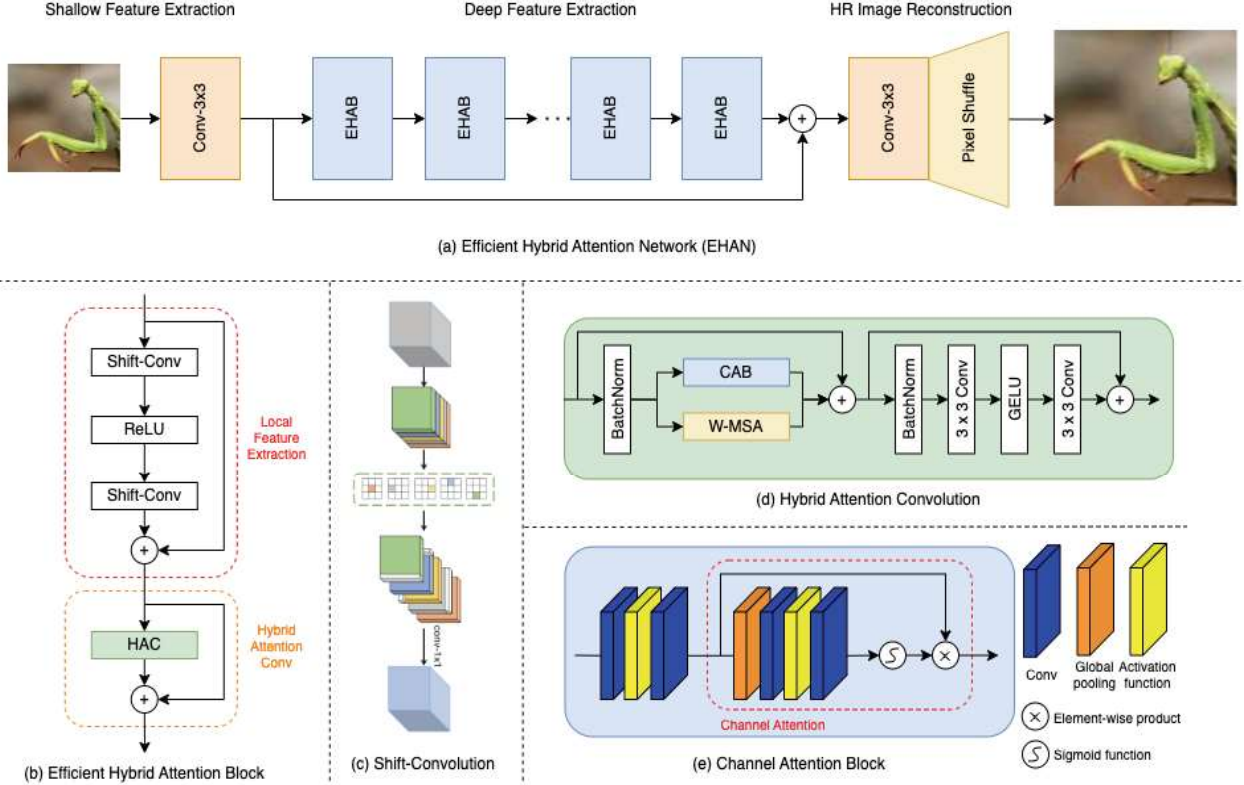 Shallow Feature Extraction
Deep Feature Extraction
HR Image Reconstruction
Conv-3x3
EHAB
EHAB
EHAB
EHAB
+
Conv-3x3
Pixel Shuffle
(a) Efficient Hybrid Attention Network (EHAN)
Shift-Conv
ReLU
Shift-Conv
+
Local
Feature
Extraction
HAC
+
Hybrid
Attention
Conv
(b) Efficient Hybrid Attention Block
conv-1x1
(c) Shift-Convolution
BatchNorm
CAB
W-MSA
+
BatchNorm
3 x 3 Conv
GELU
3 x 3 Conv
+
(d) Hybrid Attention Convolution
Channel Attention
(e) Channel Attention Block
Conv
Global
pooling
Activation
function
Element-wise product
Sigmoid function